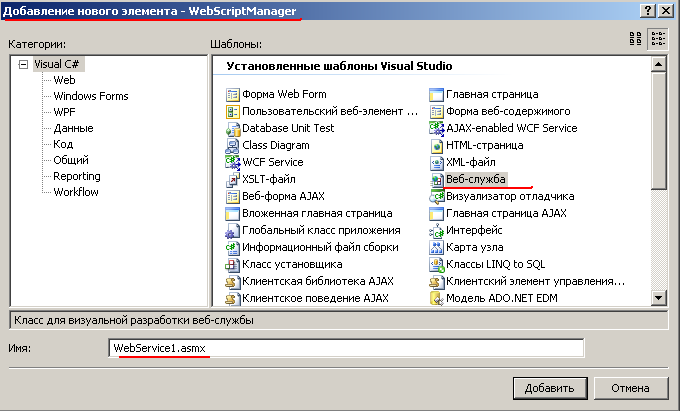 Добавление нового элемента - WebScriptManager
Категории:
Шаблоны:
Visual C#
Web
Windows Forms
WPF
Данные
Код
Общий
Reporting
Workflow
Установленные шаблоны Visual Studio
Форма Web Form
Главная страница
Пользовательский веб-элемент ...
Форма веб-содержимого
Database Unit Test
AJAX-enabled WCF Service
Class Diagram
HTML-страница
WCF Service
XML-файл
XSLT-файл
Веб-служба
Веб-форма AJAX
Визуализатор отладчика
Вложенная главная страница
Главная страница AJAX
Глобальный класс приложения
Интерфейс
Информационный файл сборки
Карта узла
Класс установщика
Классы LINQ to SQL
Клиентская библиотека AJAX
Клиентский элемент управления...
Клиентское поведение AJAX
Модель ADO.NET EDM
Класс для визуальной разработки веб-службы
Имя:
WebService1.asmx
Добавить
Отмена